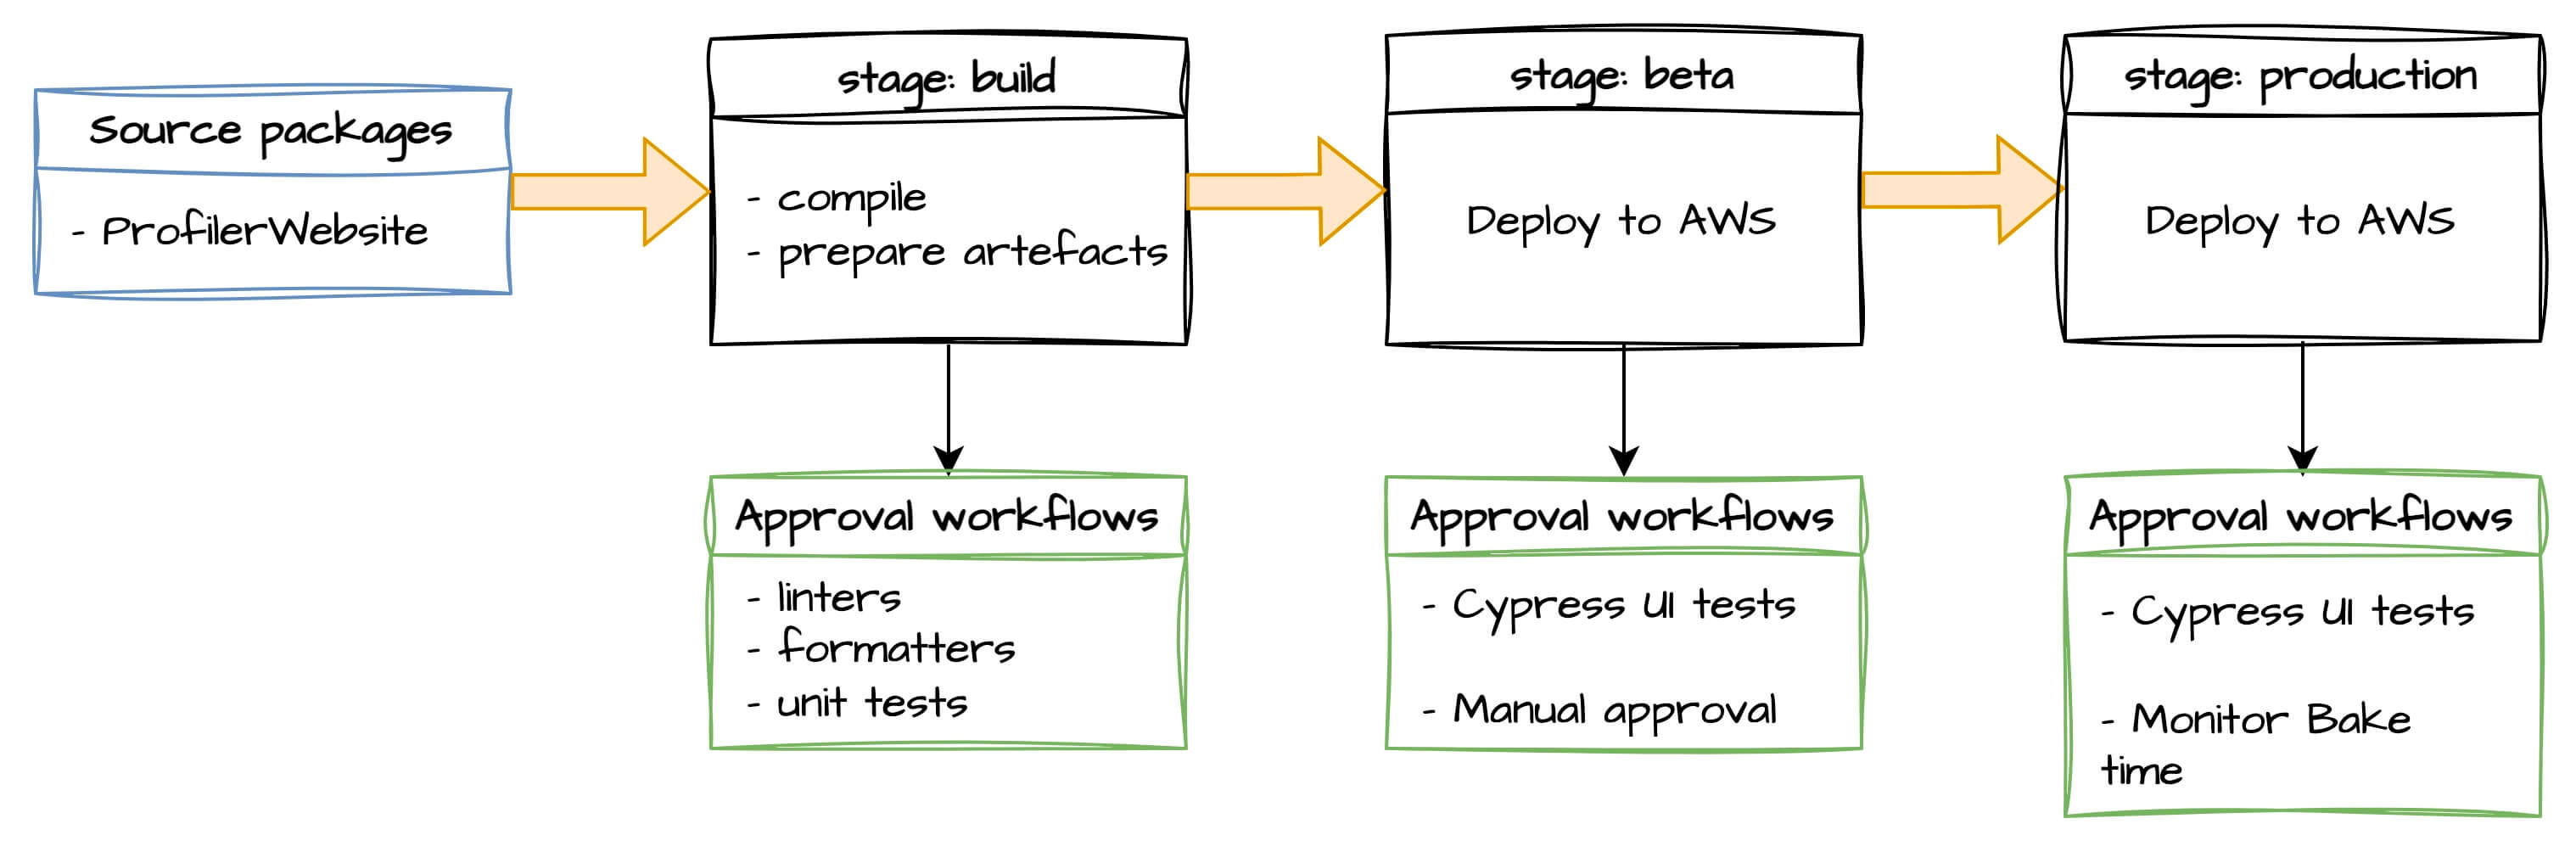 Source packages
- ProfilerWebsite
stage: build
- compile
- prepare artefacts
stage: beta
Deploy to AWS
stage: production
Deploy to AWS
Approval workflows
- linters
- formatters
- unit tests
Approval workflows
- Cypress UI tests
- Manual approval
Approval workflows
- Cypress UI tests
- Monitor Bake
time